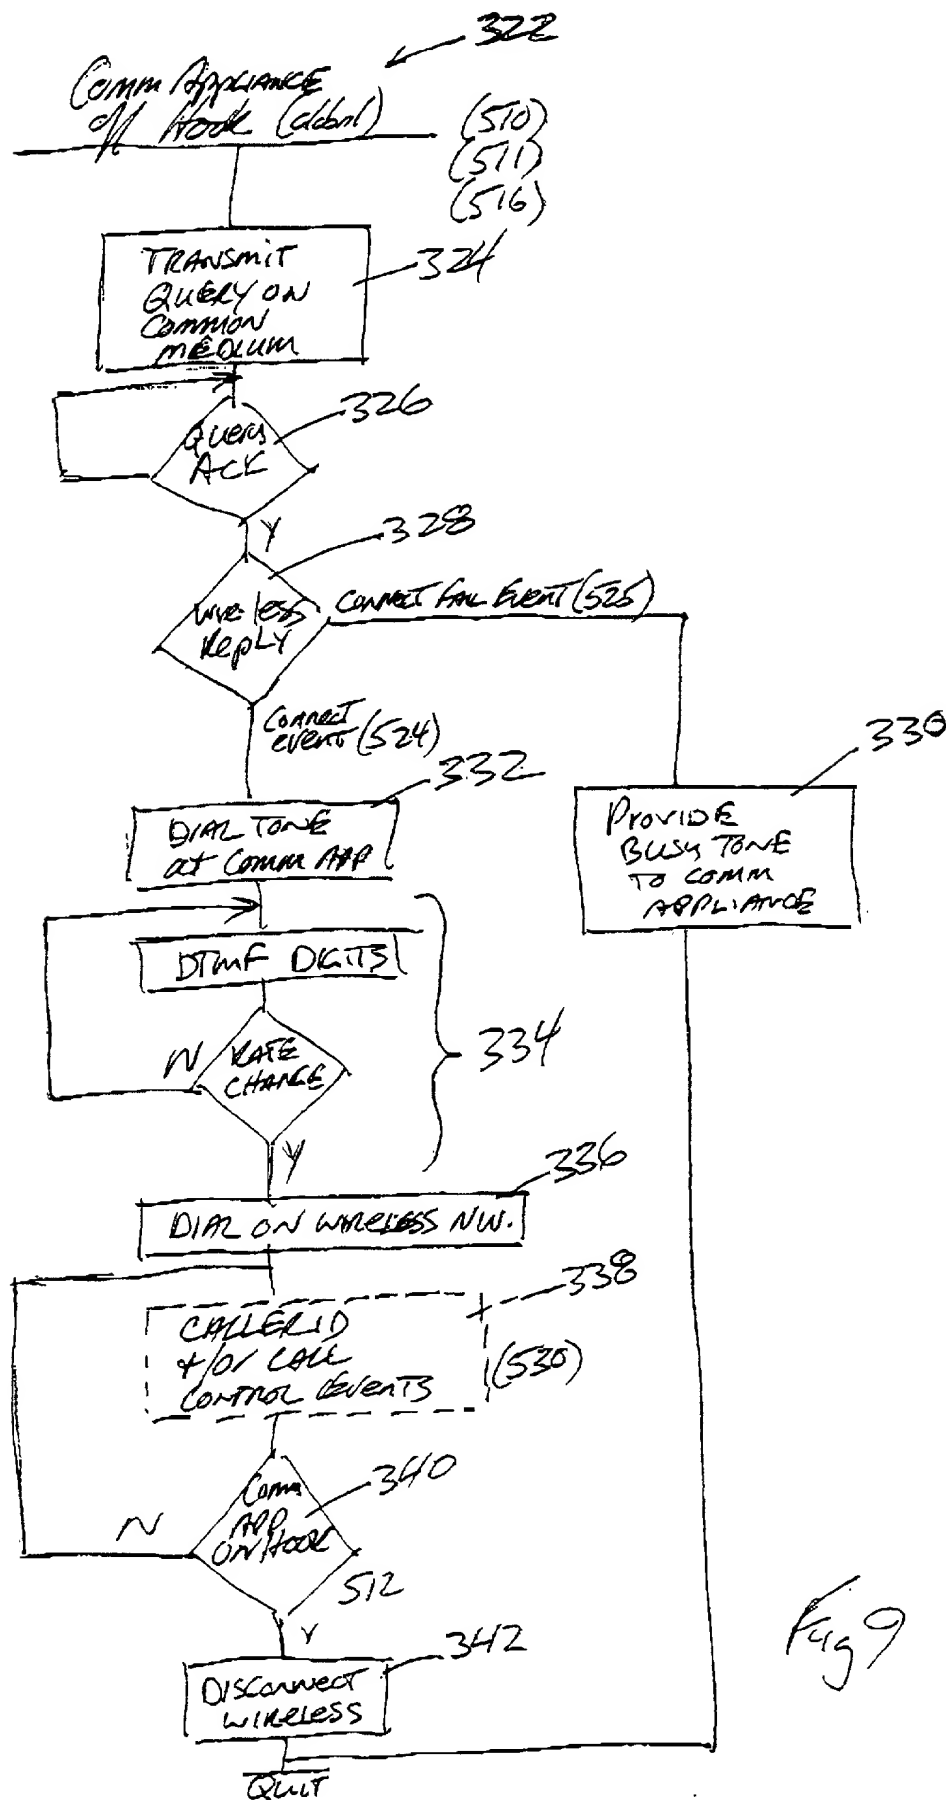 322
Comm Appliance
off Hook
(510)
(511)
(516)
TRANSMIT
QUERY ON
COMMON
MEDIUM
324
326
Query
ACK
Y
328
Wireless
Reply
CONNECT FAIL EVENT (525)
Connect
event (524)
330
332
DIAL TONE
at Comm APP
PROVIDE
BUSY TONE
TO COMM
APPLIANCE
DTMF DIGITS
334
N
RATE
CHANGE
Y
336
DIAL ON WIRELESS NW.
338
CALLER ID
+/or CALL
CONTROL EVENTS
(530)
340
Comm
APP
ON HOOK
N
512
Y
342
DISCONNECT
WIRELESS
QUIT
Fig 9